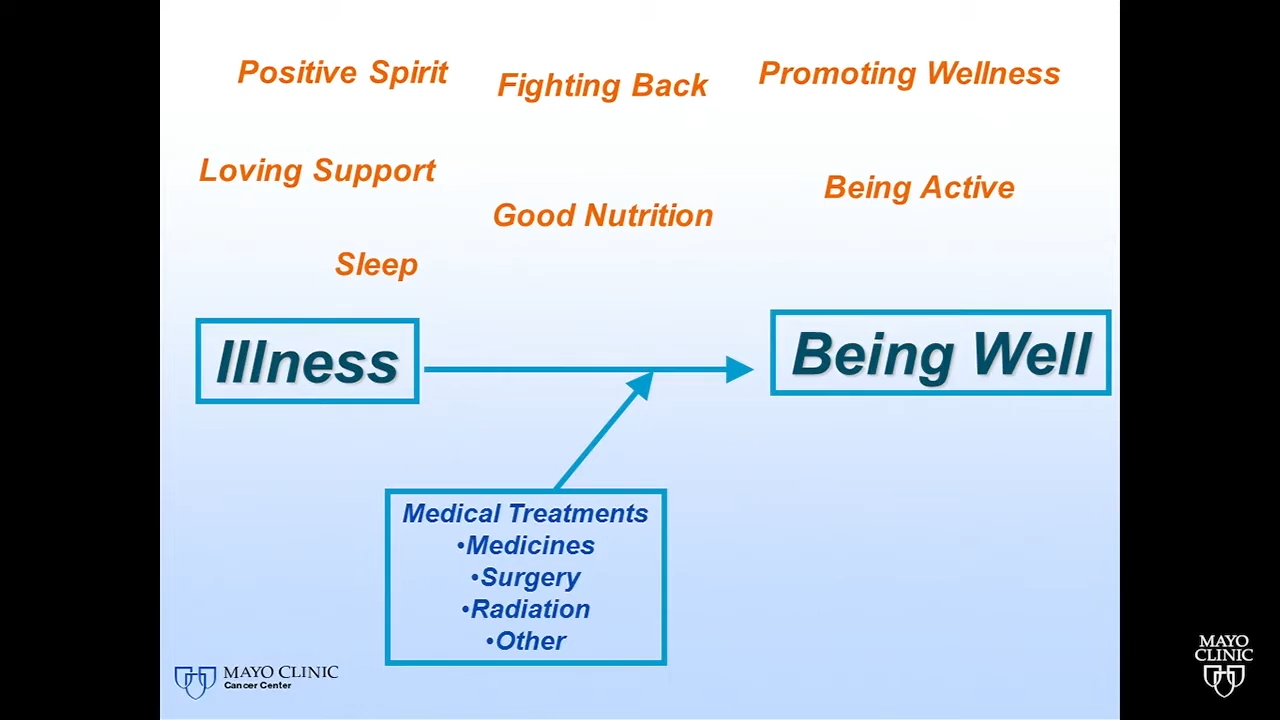 Positive Spirit
Fighting Back
Promoting Wellness
Loving Support
Being Active
Good Nutrition
Sleep
Illness
Being Well
Medical Treatments
•Medicines
•Surgery
•Radiation
•Other
MAYO CLINIC
Cancer Center
MAYO
CLINIC